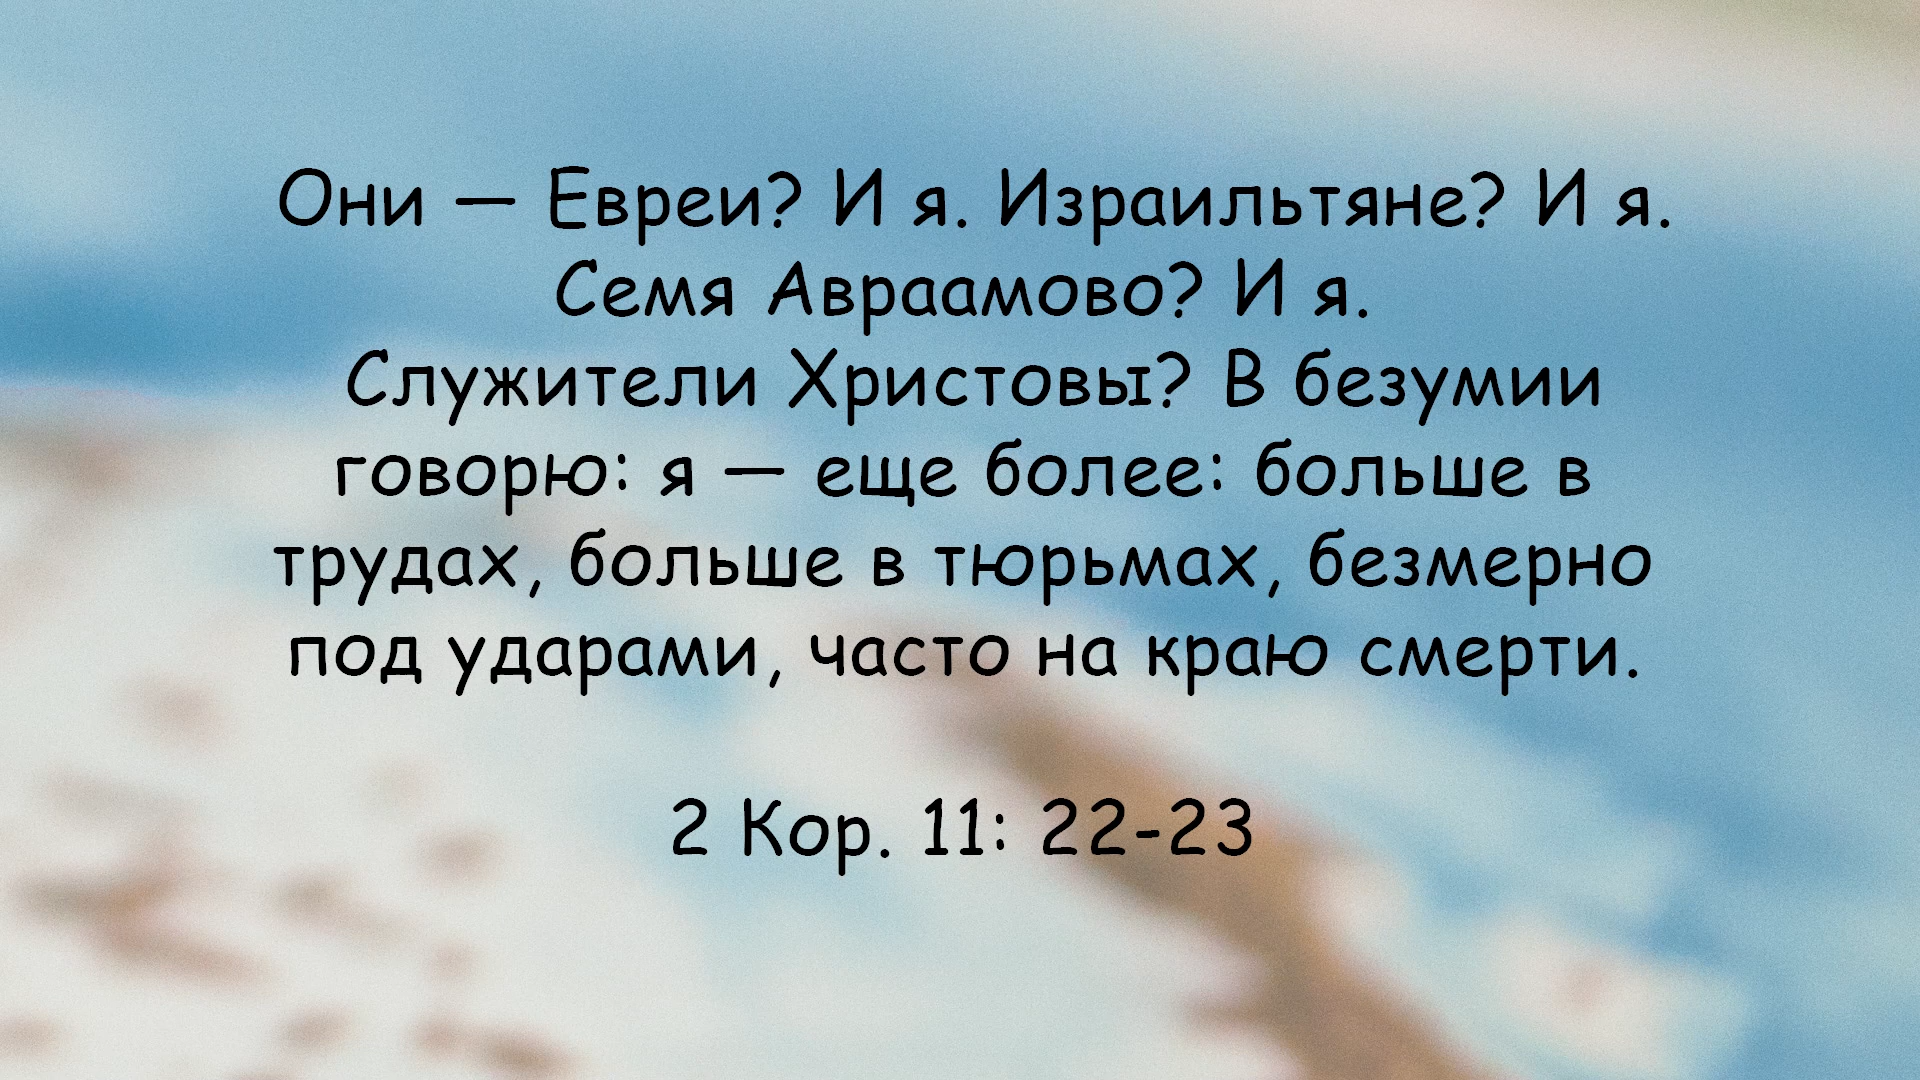 Они — Евреи? И я. Израильтяне? И я.
Семя Авраамово? И я.
Служители Христовы? В безумии
говорю: я — еще более: больше в
трудах, больше в тюрьмах, безмерно
под ударами, часто на краю смерти.
2 Кор. 11: 22-23